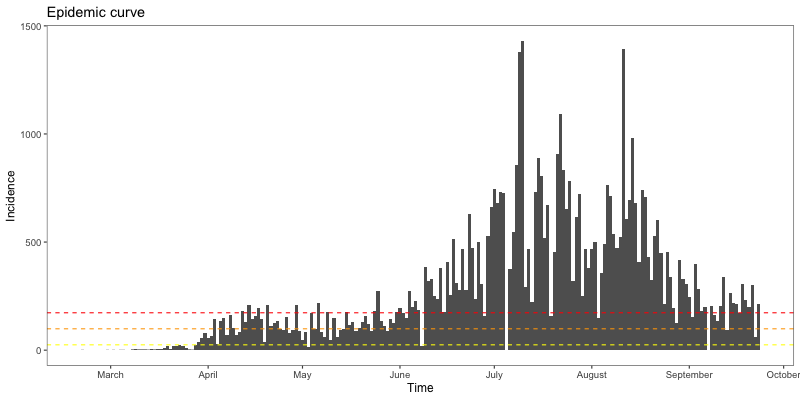 Epidemic curve
1500
1000
500
0
Incidence
March April May June July August September October
Time